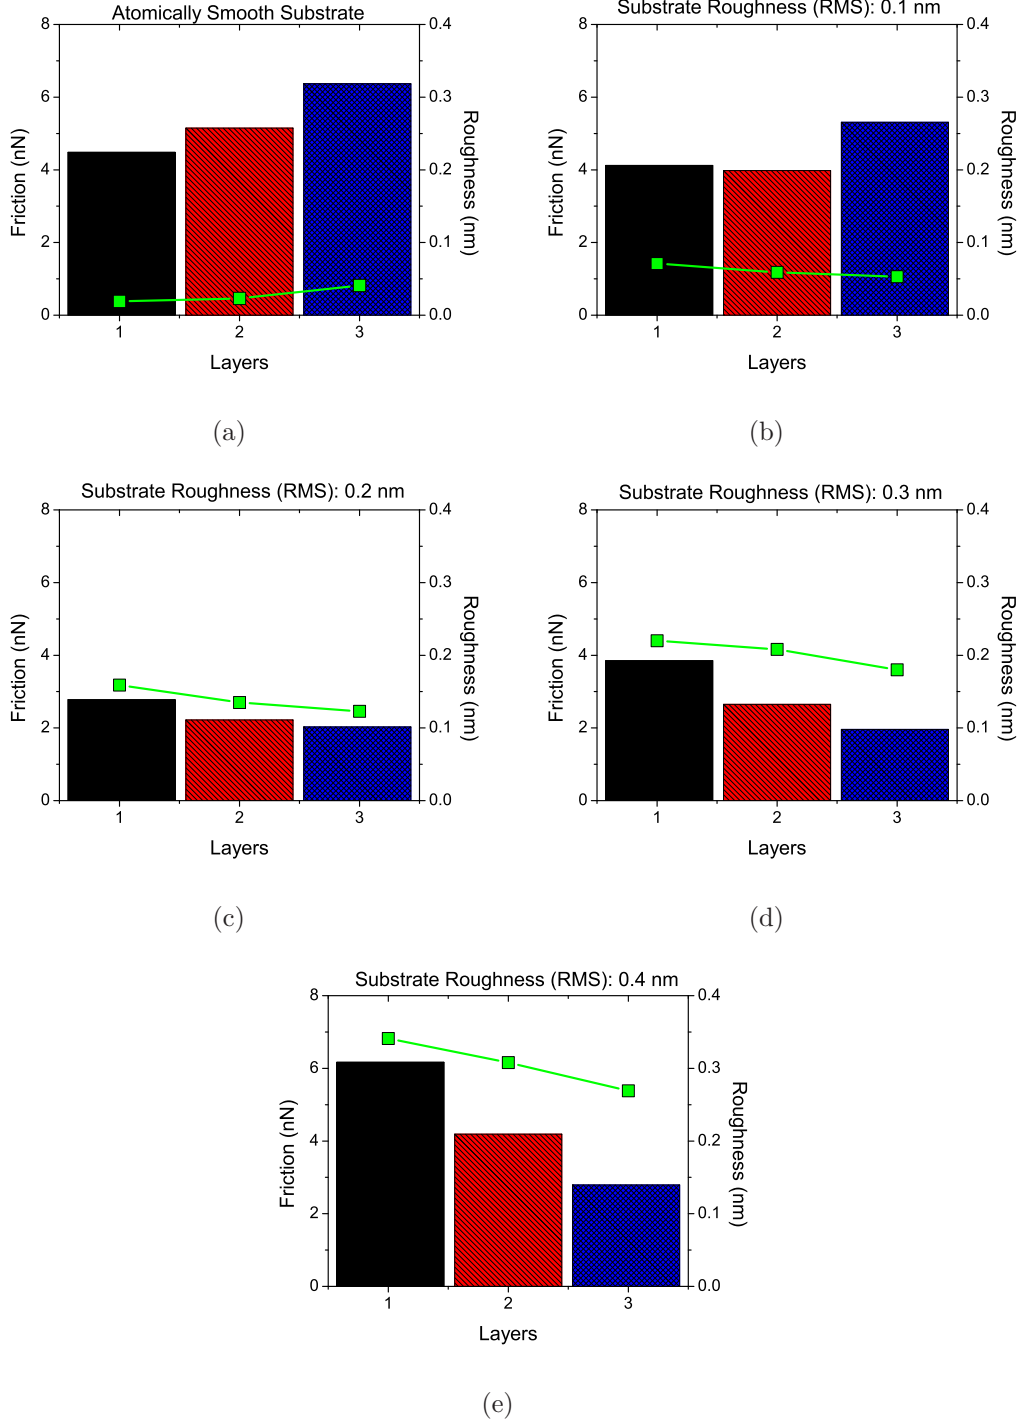 Atomically Smooth Substrate
8
6
4
2
0
0.4
0.3
0.2
0.1
0.0
Friction (nN)
Roughness (nm)
1 2 3
Layers
(a)
Substrate Roughness (RMS): 0.1 nm
8
6
4
2
0
0.4
0.3
0.2
0.1
0.0
Friction (nN)
Roughness (nm)
1 2 3
Layers
(b)
Substrate Roughness (RMS): 0.2 nm
8
6
4
2
0
0.4
0.3
0.2
0.1
0.0
Friction (nN)
Roughness (nm)
1 2 3
Layers
(c)
Substrate Roughness (RMS): 0.3 nm
8
6
4
2
0
0.4
0.3
0.2
0.1
0.0
Friction (nN)
Roughness (nm)
1 2 3
Layers
(d)
Substrate Roughness (RMS): 0.4 nm
8
6
4
2
0
0.4
0.3
0.2
0.1
0.0
Friction (nN)
Roughness (nm)
1 2 3
Layers
(e)